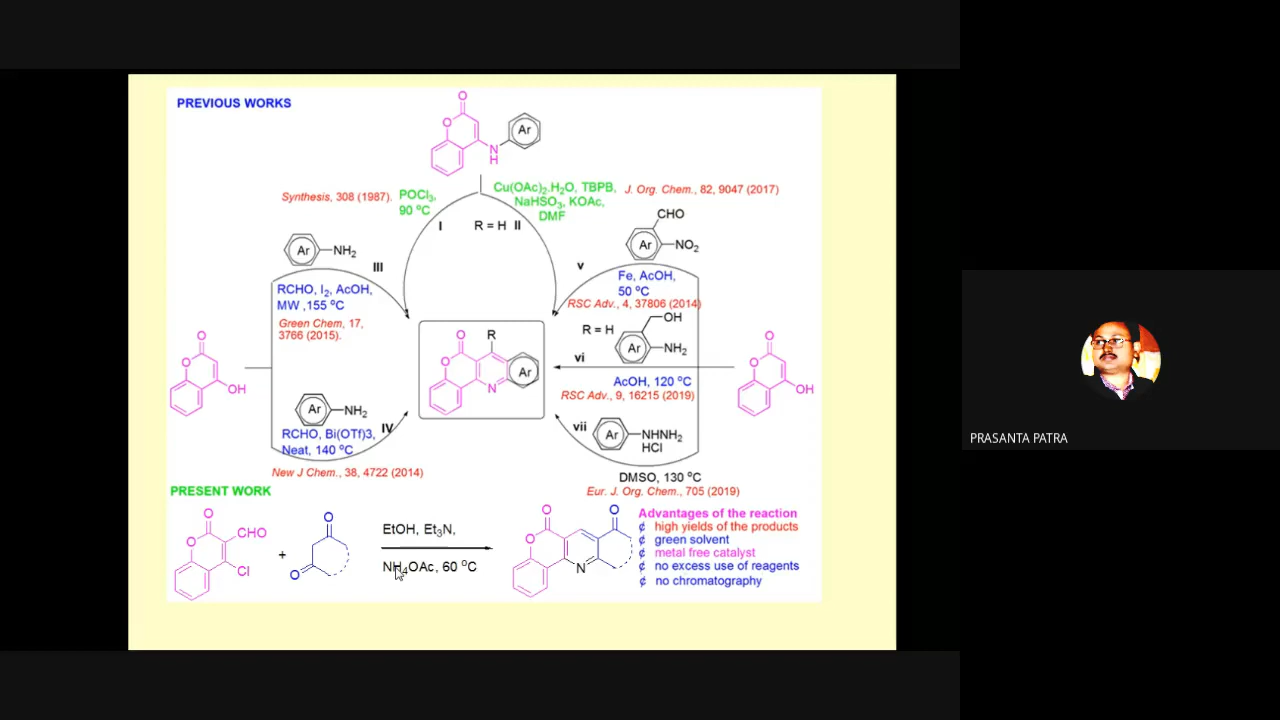 PREVIOUS WORKS
O
O
Ar
N
H
Synthesis, 308 (1987).
POCl3,
90 °C
Cu(OAc)2.H2O, TBPB,
NaHSO3, KOAc,
DMF
J. Org. Chem., 82, 9047 (2017)
I
R = H
II
Ar
NH2
III
RCHO, I2, AcOH,
MW ,155 °C
Green Chem, 17,
3766 (2015).
CHO
Ar
NO2
v
Fe, AcOH,
50 °C
RSC Adv., 4, 37806 (2014)
R = H
OH
Ar
NH2
vi
AcOH, 120 °C
RSC Adv., 9, 16215 (2019)
O
O
OH
O
R
O
Ar
N
O
O
OH
Ar
NH2
RCHO, Bi(OTf)3,
Neat, 140 °C
IV
New J Chem., 38, 4722 (2014)
vii
Ar
NHNH2
HCl
DMSO, 130 °C
Eur. J. Org. Chem., 705 (2019)
PRESENT WORK
O
O
CHO
Cl
+
O
O
EtOH, Et3N,
NH4OAc, 60 °C
O
O
O
N
Advantages of the reaction
¢ high yields of the products
¢ green solvent
¢ metal free catalyst
¢ no excess use of reagents
¢ no chromatography
PRASANTA PATRA